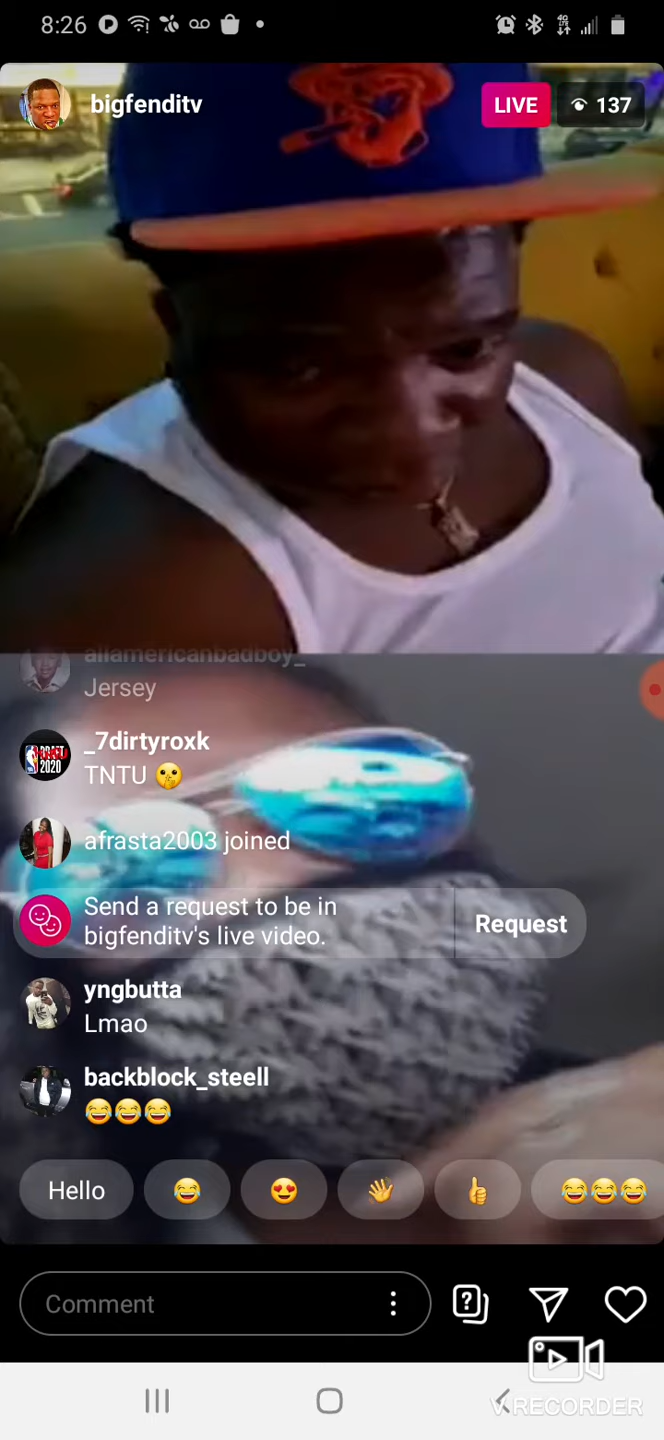 8:26
bigfenditv
LIVE
137
allamericanbadboy_
Jersey
_7dirtyroxk
TNTU 🤫
afrasta2003 joined
Send a request to be in
bigfenditv's live video.
Request
yngbutta
Lmao
backblock_steell
😂😂😂
Hello
😂 😍 👋 👍 😂😂😂
Comment
V RECORDER